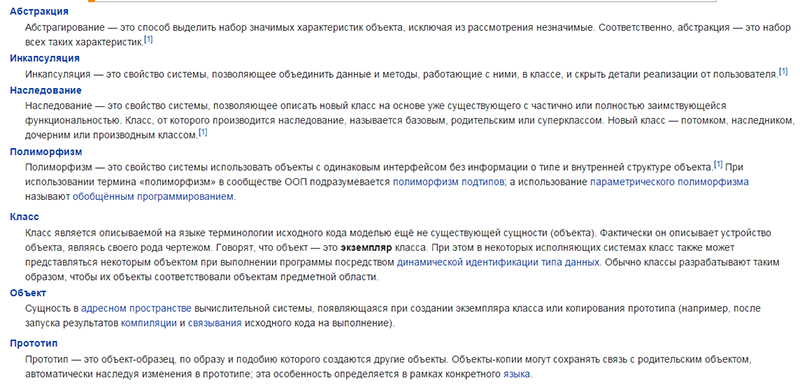 Абстракция
Абстрагирование — это способ выделить набор значимых характеристик объекта, исключая из рассмотрения незначимые. Соответственно, абстракция — это набор
всех таких характеристик.[1]
Инкапсуляция
Инкапсуляция — это свойство системы, позволяющее объединить данные и методы, работающие с ними, в классе, и скрыть детали реализации от пользователя.[1]
Наследование
Наследование — это свойство системы, позволяющее описать новый класс на основе уже существующего с частично или полностью заимствующейся
функциональностью. Класс, от которого производится наследование, называется базовым, родительским или суперклассом. Новый класс — потомком, наследником,
дочерним или производным классом.[1]
Полиморфизм
Полиморфизм — это свойство системы использовать объекты с одинаковым интерфейсом без информации о типе и внутренней структуре объекта.[1] При
использовании термина «полиморфизм» в сообществе ООП подразумевается полиморфизм подтипов; а использование параметрического полиморфизма
называют обобщённым программированием.
Класс
Класс является описываемой на языке терминологии исходного кода моделью ещё не существующей сущности (объекта). Фактически он описывает устройство
объекта, являясь своего рода чертежом. Говорят, что объект — это экземпляр класса. При этом в некоторых исполняющих системах класс также может
представляться некоторым объектом при выполнении программы посредством динамической идентификации типа данных. Обычно классы разрабатывают таким
образом, чтобы их объекты соответствовали объектам предметной области.
Объект
Сущность в адресном пространстве вычислительной системы, появляющаяся при создании экземпляра класса или копирования прототипа (например, после
запуска результатов компиляции и связывания исходного кода на выполнение).
Прототип
Прототип — это объект-образец, по образу и подобию которого создаются другие объекты. Объекты-копии могут сохранять связь с родительским объектом,
автоматически наследуя изменения в прототипе; эта особенность определяется в рамках конкретного языка.